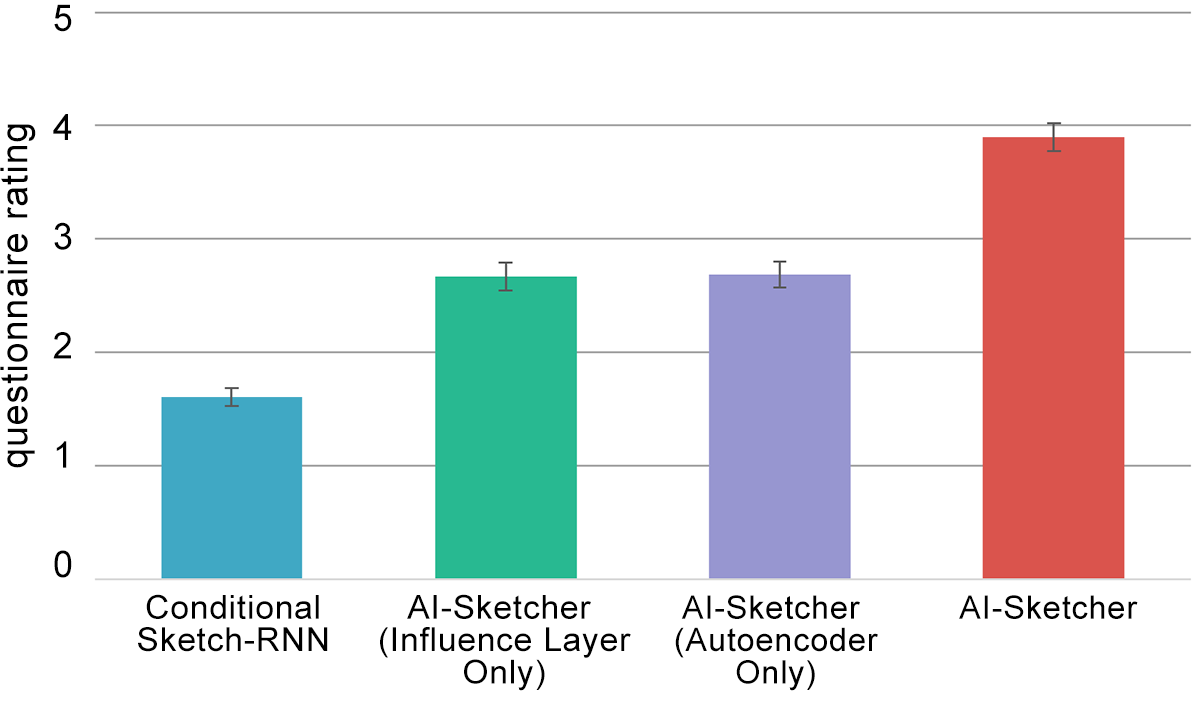 questionnaire rating
5
4
3
2
1
0
Conditional
Sketch-RNN
AI-Sketcher
(Influence Layer
Only)
AI-Sketcher
(Autoencoder
Only)
AI-Sketcher